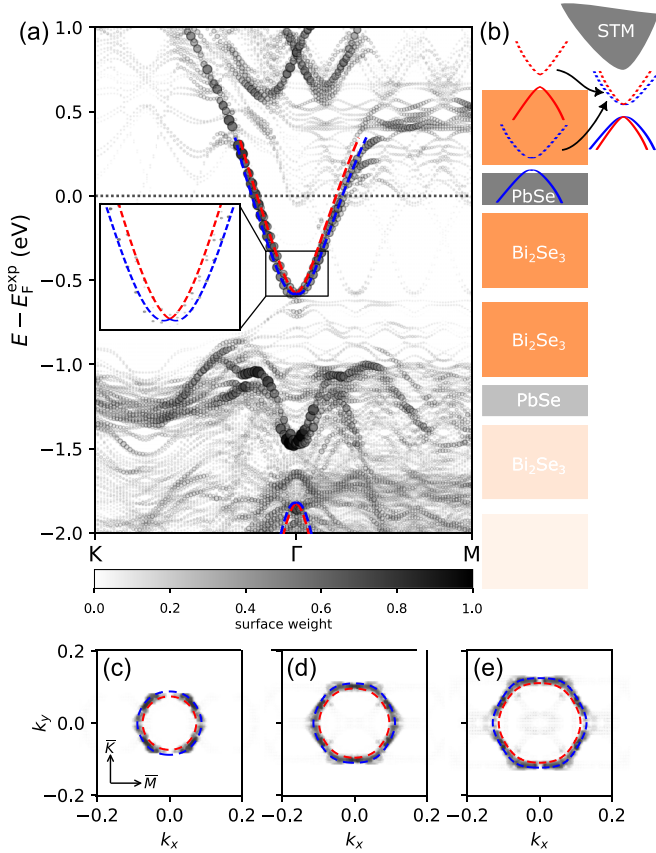 (a)
(b)
STM
1.0
0.5
0.0
−0.5
−1.0
−1.5
−2.0
E − E_F^exp (eV)
K Γ M
0.0 0.2 0.4 0.6 0.8 1.0
surface weight
PbSe
Bi₂Se₃
Bi₂Se₃
PbSe
Bi₂Se₃
(c) (d) (e)
0.2
0.0
−0.2
k_y
K̅
M̅
−0.2 0.0 0.2 −0.2 0.0 0.2 −0.2 0.0 0.2
k_x k_x k_x